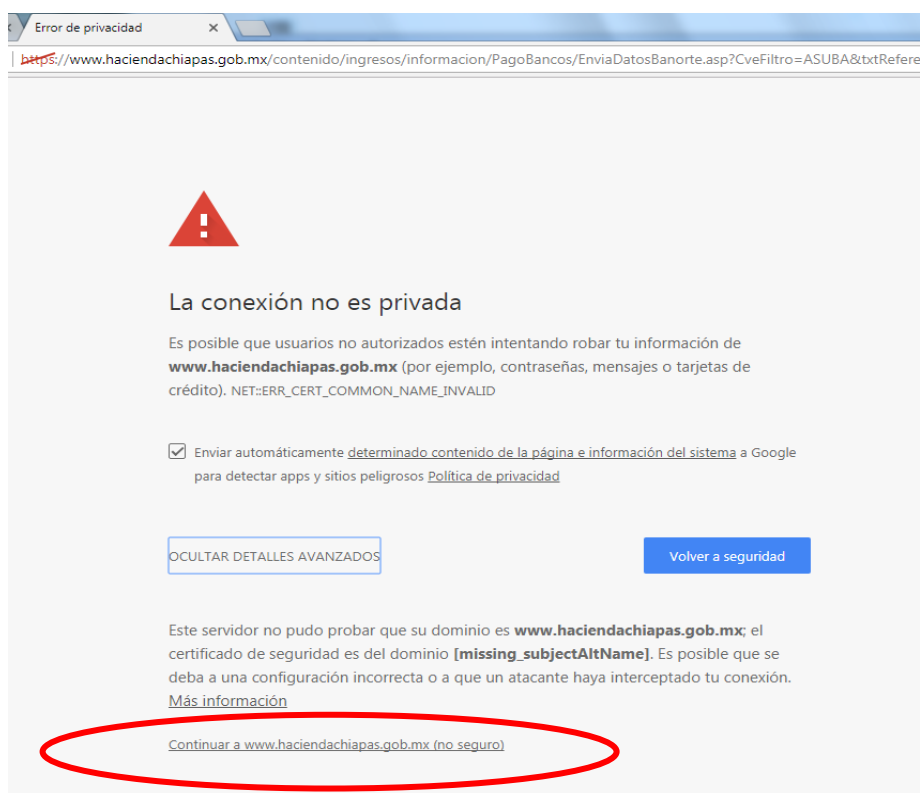 Error de privacidad
https://www.haciendachiapas.gob.mx/contenido/ingresos/informacion/PagoBancos/EnviaDatosBanorte.asp?CveFiltro=ASUBA&txtRefere
La conexión no es privada
Es posible que usuarios no autorizados estén intentando robar tu información de
www.haciendachiapas.gob.mx (por ejemplo, contraseñas, mensajes o tarjetas de
crédito). NET::ERR_CERT_COMMON_NAME_INVALID
Enviar automáticamente determinado contenido de la página e información del sistema a Google
para detectar apps y sitios peligrosos Política de privacidad
OCULTAR DETALLES AVANZADOS
Volver a seguridad
Este servidor no pudo probar que su dominio es www.haciendachiapas.gob.mx; el
certificado de seguridad es del dominio [missing_subjectAltName]. Es posible que se
deba a una configuración incorrecta o a que un atacante haya interceptado tu conexión.
Más información
Continuar a www.haciendachiapas.gob.mx (no seguro)